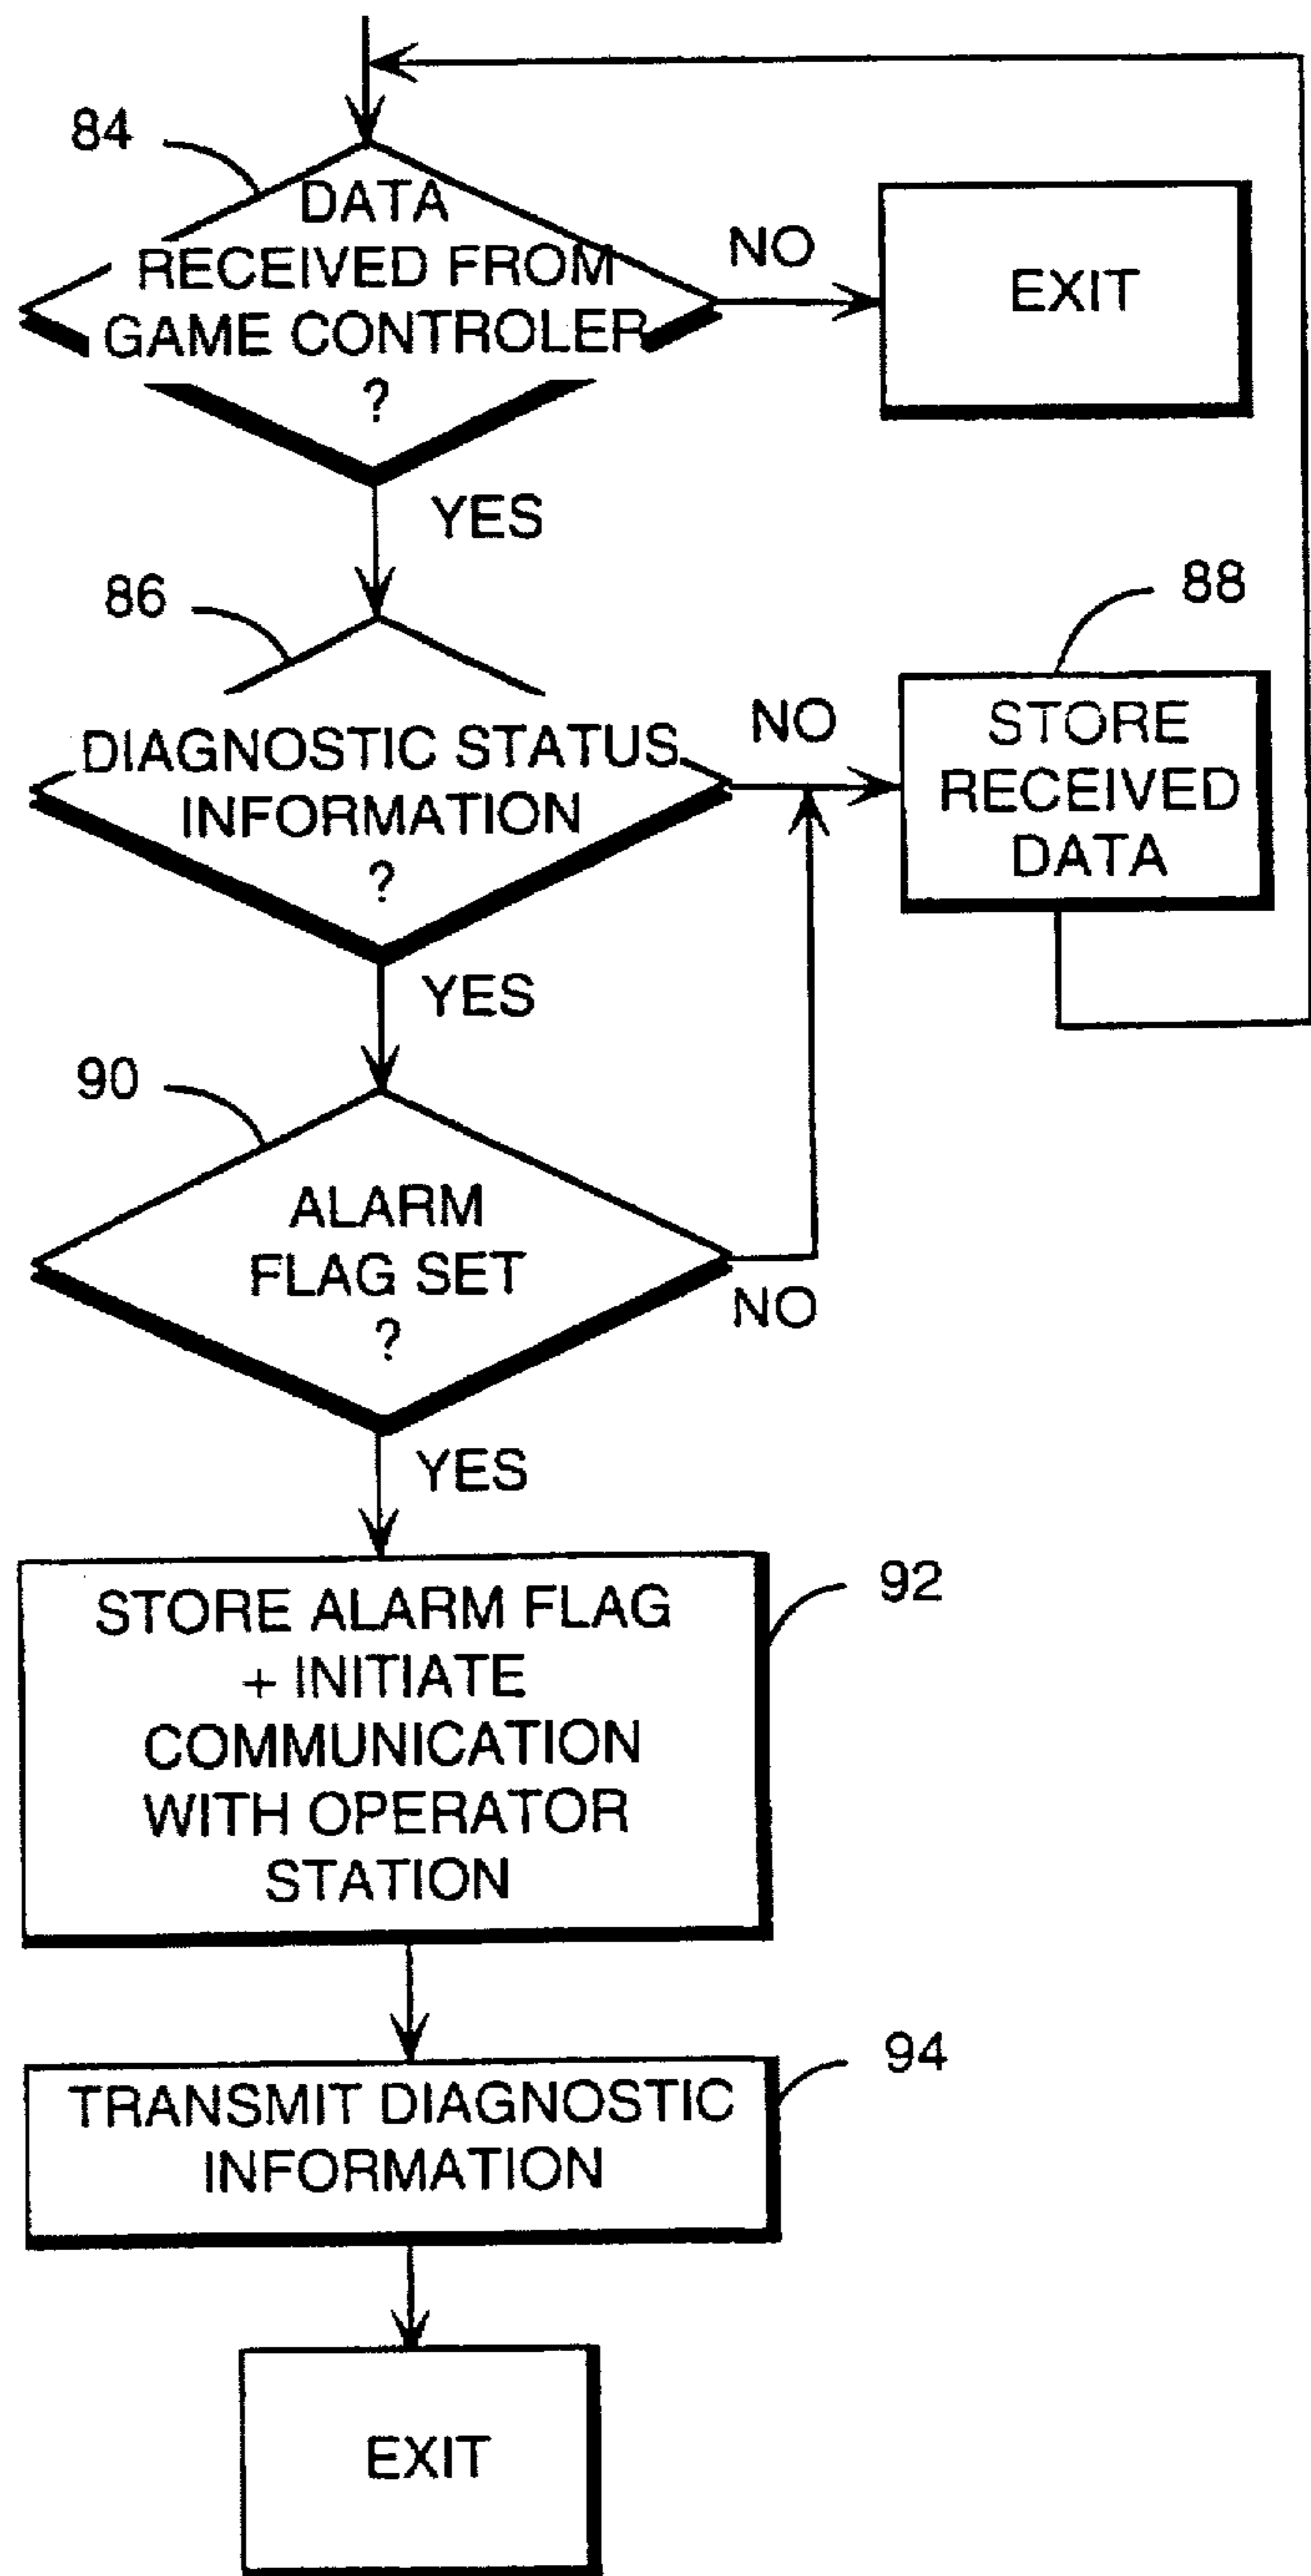 84
DATA
RECEIVED FROM
GAME CONTROLER
?
NO
EXIT
YES
86
DIAGNOSTIC STATUS
INFORMATION
?
NO
88
STORE
RECEIVED
DATA
YES
90
ALARM
FLAG SET
?
NO
YES
92
STORE ALARM FLAG
+ INITIATE
COMMUNICATION
WITH OPERATOR
STATION
94
TRANSMIT DIAGNOSTIC
INFORMATION
EXIT